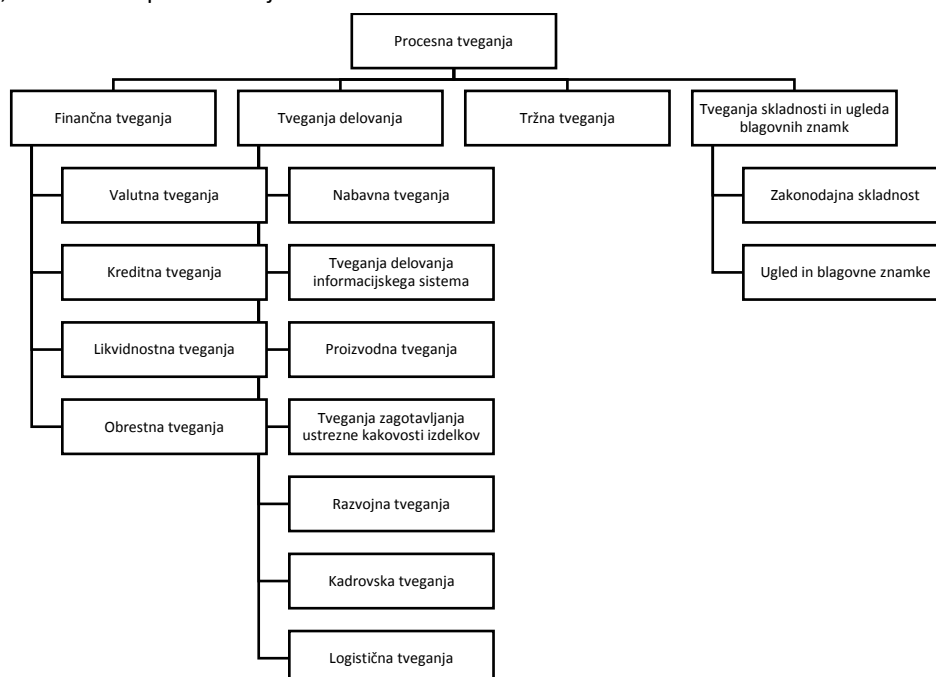 Procesna tveganja
Finančna tveganja
Valutna tveganja
Kreditna tveganja
Likvidnostna tveganja
Obrestna tveganja
Tveganja delovanja
Nabavna tveganja
Tveganja delovanja
informacijskega sistema
Proizvodna tveganja
Tveganja zagotavljanja
ustrezne kakovosti izdelkov
Razvojna tveganja
Kadrovska tveganja
Logistična tveganja
Tržna tveganja
Tveganja skladnosti in ugleda
blagovnih znamk
Zakonodajna skladnost
Ugled in blagovne znamke